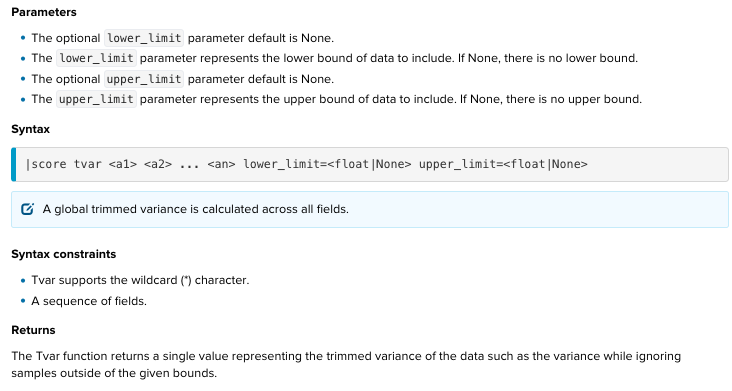 Parameters
The optional lower_limit parameter default is None.
The lower_limit parameter represents the lower bound of data to include. If None, there is no lower bound.
The optional upper_limit parameter default is None.
The upper_limit parameter represents the upper bound of data to include. If None, there is no upper bound.
Syntax
|score tvar <a1> <a2> ... <an> lower_limit=<float|None> upper_limit=<float|None>
A global trimmed variance is calculated across all fields.
Syntax constraints
Tvar supports the wildcard (*) character.
A sequence of fields.
Returns
The Tvar function returns a single value representing the trimmed variance of the data such as the variance while ignoring
samples outside of the given bounds.